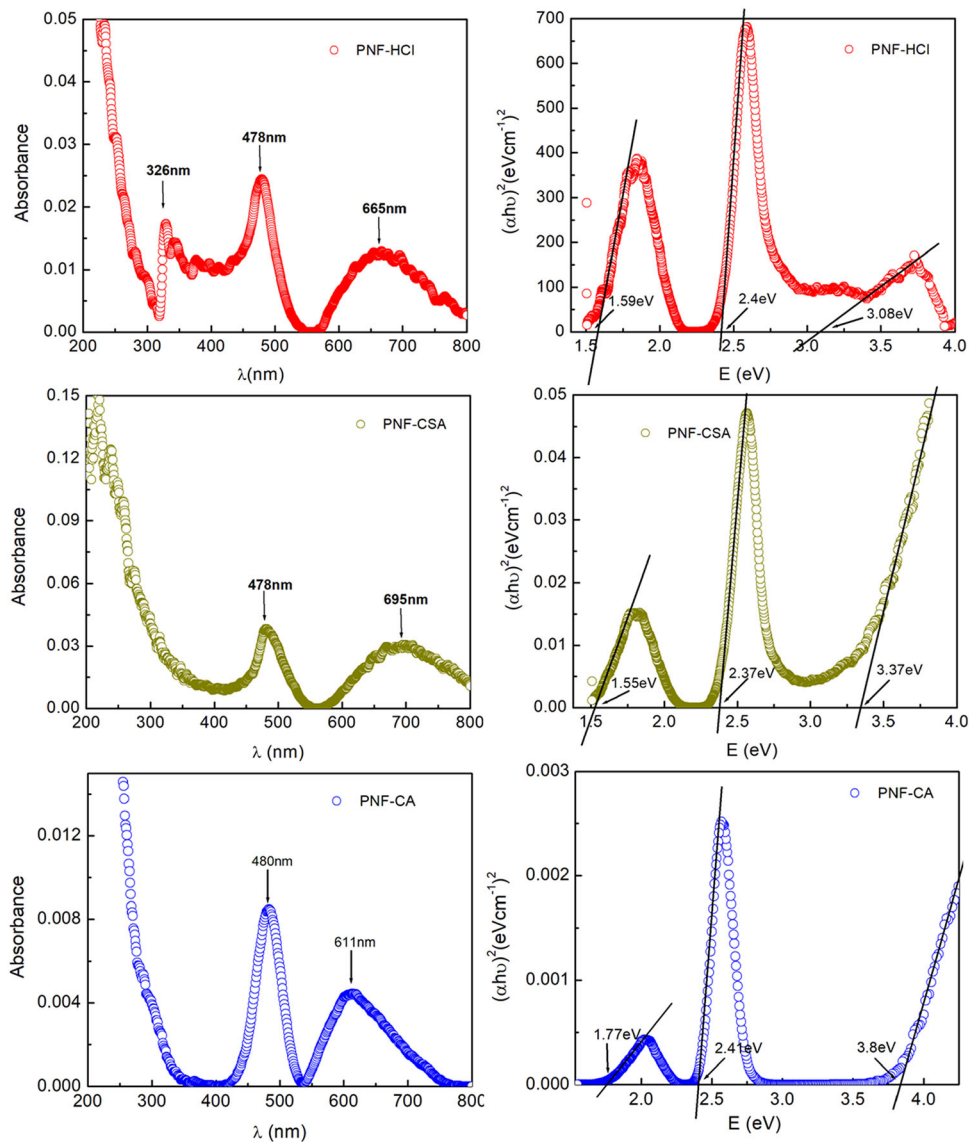 PNF-HCl
326nm
478nm
665nm
Absorbance
0.05
0.04
0.03
0.02
0.01
0.00
200 300 400 500 600 700 800
λ(nm)
PNF-HCl
(αhυ)²(eVcm⁻¹,)²
700
600
500
400
300
200
100
0
1.59eV
2.4eV
3.08eV
1.5 2.0 2.5 3.0 3.5 4.0
E (eV)
PNF-CSA
478nm
695nm
Absorbance
0.15
0.12
0.09
0.06
0.03
0.00
200 300 400 500 600 700 800
λ (nm)
PNF-CSA
(αhυ)²(eVcm⁻¹)²
0.05
0.04
0.03
0.02
0.01
0.00
1.55eV
2.37eV
3.37eV
1.5 2.0 2.5 3.0 3.5 4.0
E (eV)
PNF-CA
480nm
611nm
Absorbance
0.012
0.008
0.004
0.000
200 300 400 500 600 700 800
λ (nm)
PNF-CA
(αhυ)²(eVcm⁻¹)²
0.003
0.002
0.001
0.000
1.77eV
2.41eV
3.8eV
2.0 2.5 3.0 3.5 4.0
E (eV)